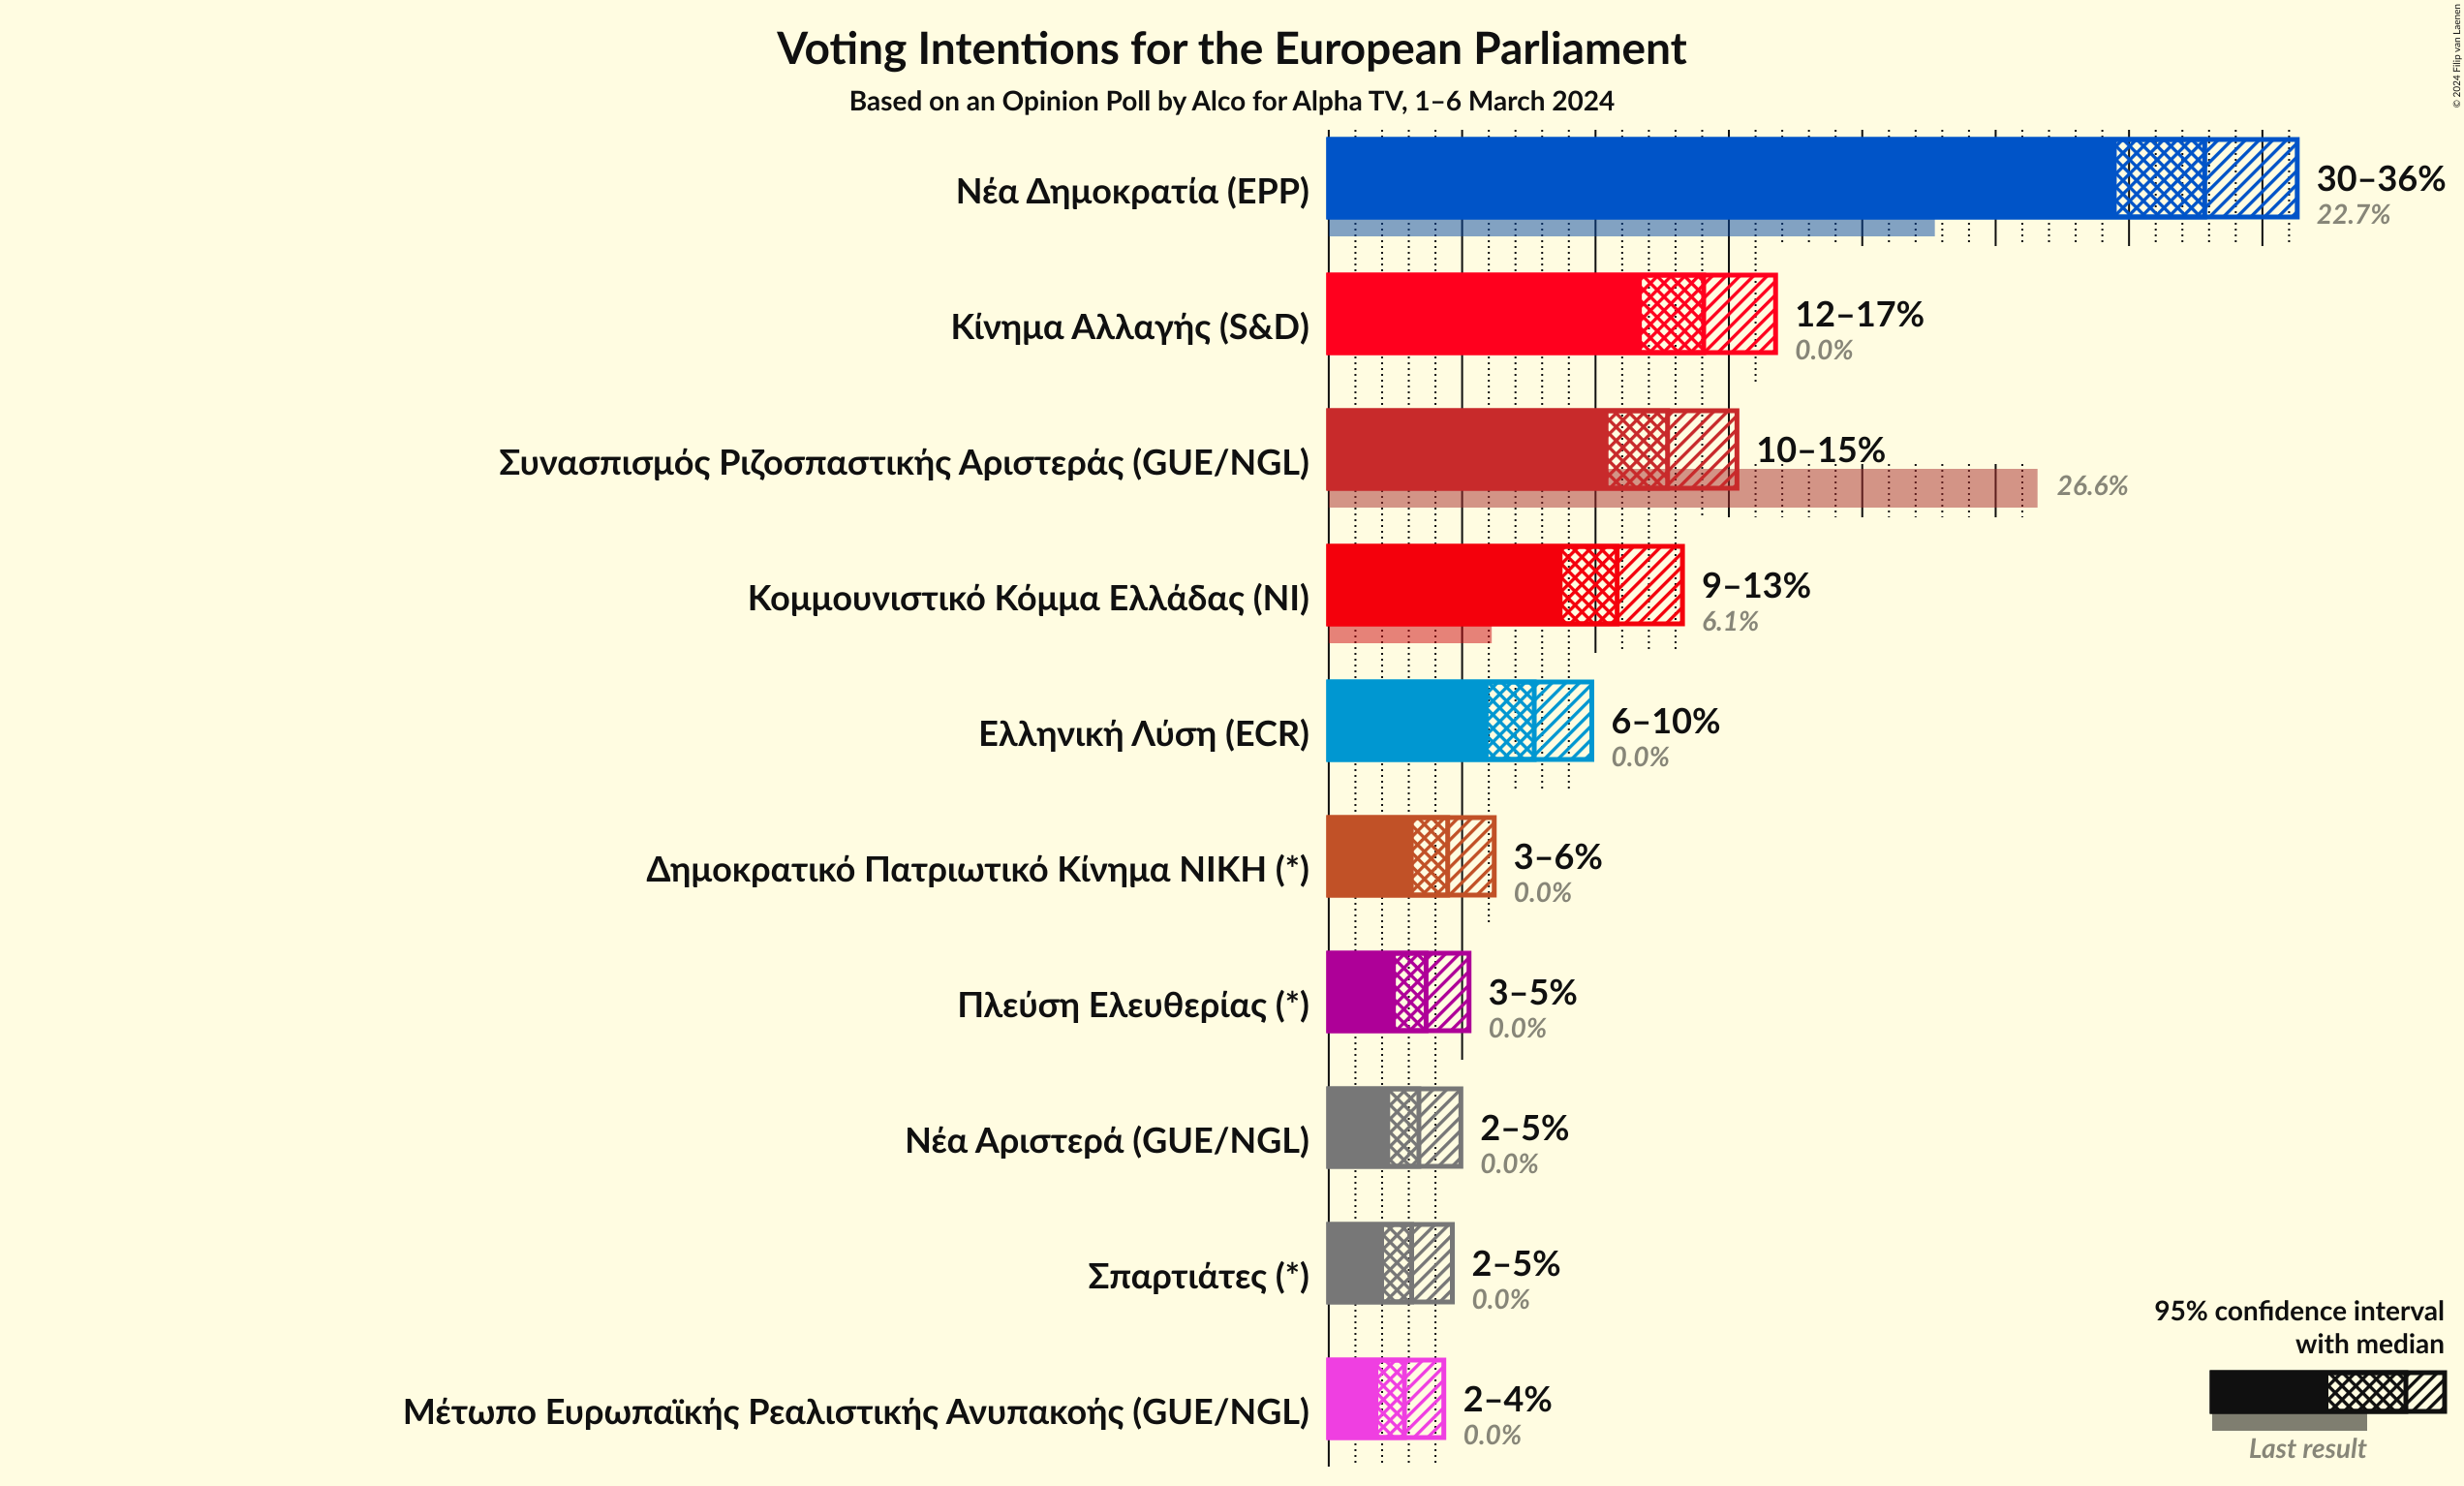 Voting Intentions for the European Parliament
Based on an Opinion Poll by Alco for Alpha TV, 1–6 March 2024
© 2024 Filip van Laenen
Νέα Δημοκρατία (EPP)
30–36%
22.7%
Κίνημα Αλλαγής (S&D)
12–17%
0.0%
Συνασπισμός Ριζοσπαστικής Αριστεράς (GUE/NGL)
10–15%
26.6%
Κομμουνιστικό Κόμμα Ελλάδας (NI)
9–13%
6.1%
Ελληνική Λύση (ECR)
6–10%
0.0%
Δημοκρατικό Πατριωτικό Κίνημα ΝΙΚΗ (*)
3–6%
0.0%
Πλεύση Ελευθερίας (*)
3–5%
0.0%
Νέα Αριστερά (GUE/NGL)
2–5%
0.0%
Σπαρτιάτες (*)
2–5%
0.0%
Μέτωπο Ευρωπαϊκής Ρεαλιστικής Ανυπακοής (GUE/NGL)
2–4%
0.0%
95% confidence interval
with median
Last result